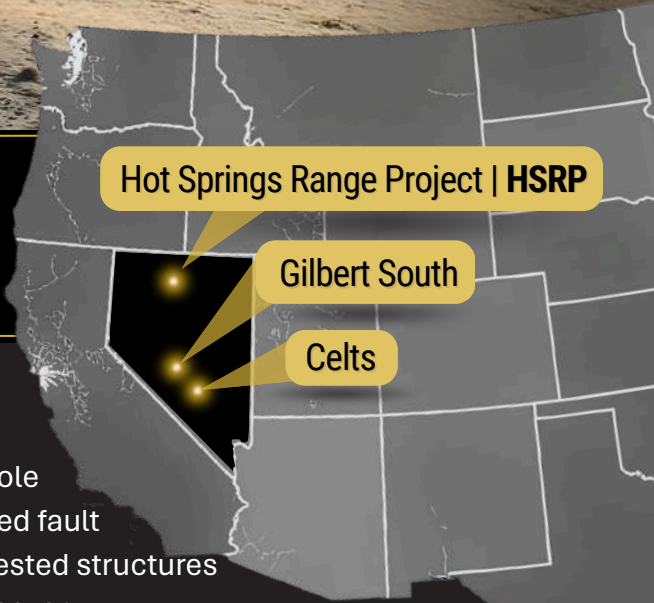 Hot Springs Range Project | HSRP
Gilbert South
Celts
ole
ed fault
ested structures